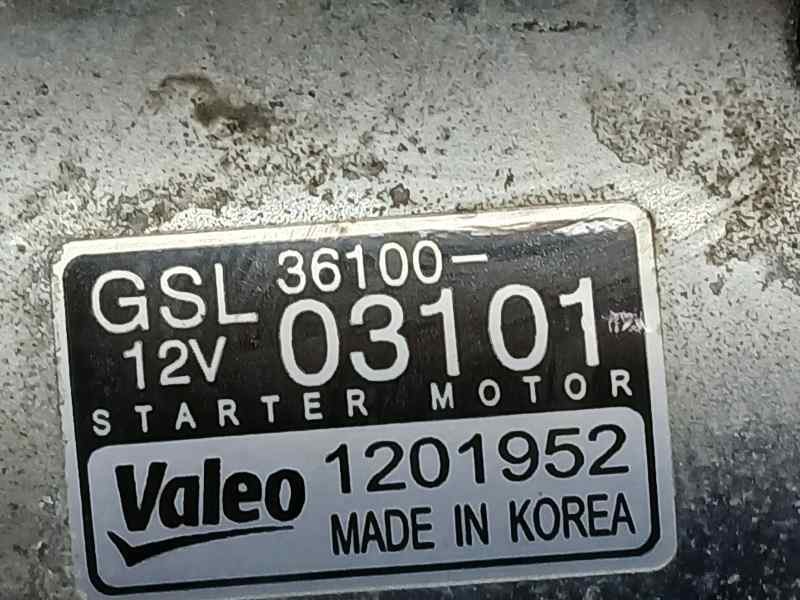 GSL 36100-
12V 03101
STARTER MOTOR
Valeo 1201952
MADE IN KOREA